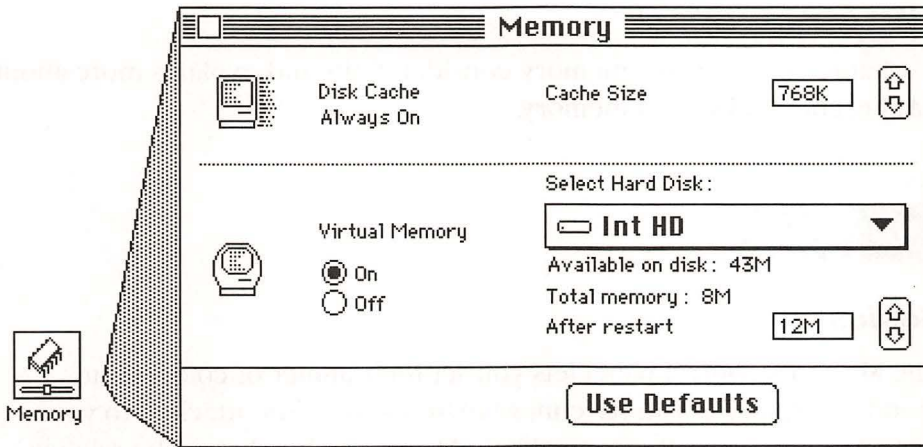 Memory
Disk Cache
Always On
Cache Size
768K
Select Hard Disk:
Int HD
Virtual Memory
On
Off
Available on disk: 43M
Total memory: 8M
After restart
12M
Use Defaults
Memory